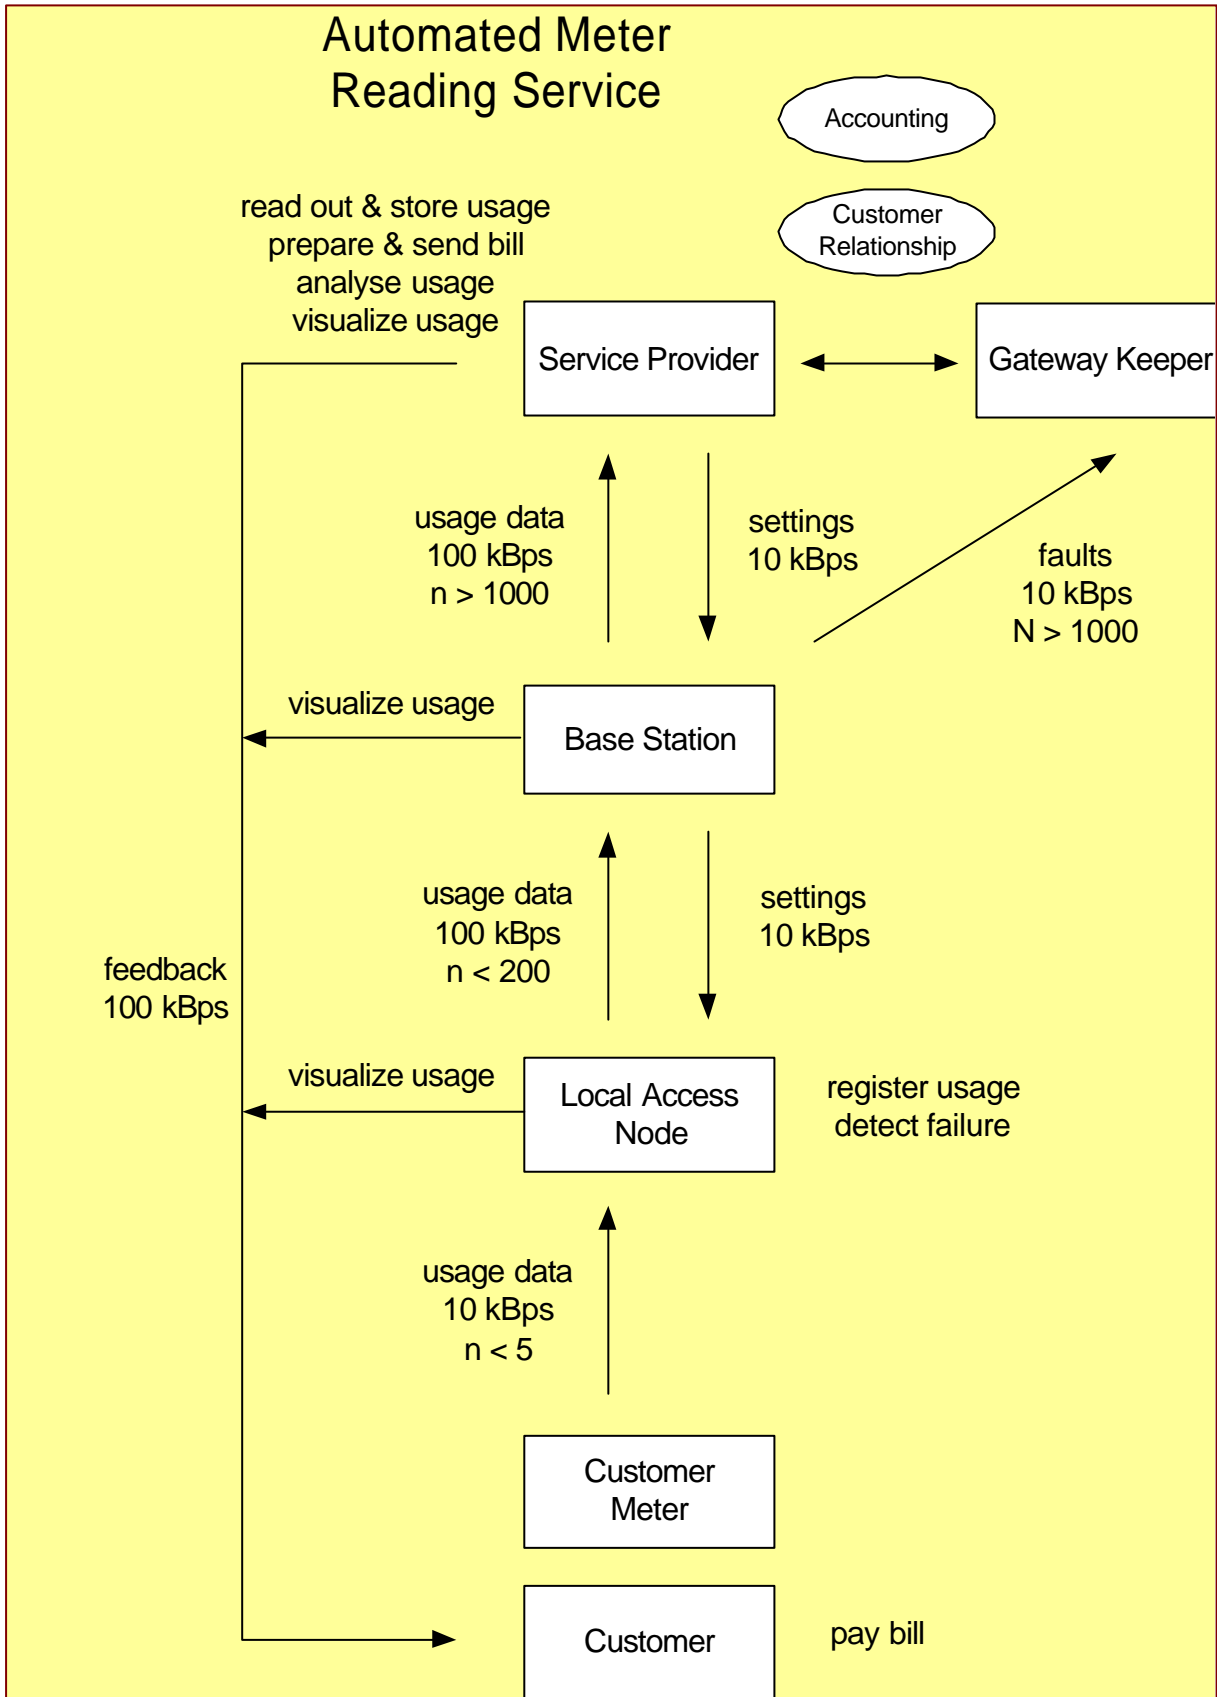 Automated Meter
Reading Service
Accounting
Customer
Relationship
read out & store usage
prepare & send bill
analyse usage
visualize usage
Service Provider
Gateway Keeper
usage data
100 kBps
n > 1000
settings
10 kBps
faults
10 kBps
N > 1000
visualize usage
Base Station
usage data
100 kBps
n < 200
settings
10 kBps
feedback
100 kBps
visualize usage
Local Access
Node
register usage
detect failure
usage data
10 kBps
n < 5
Customer
Meter
Customer
pay bill